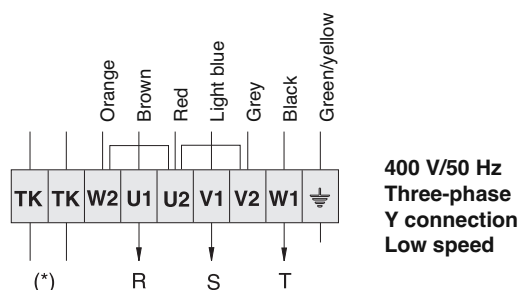 Orange
Brown
Red
Light blue
Grey
Black
Green/yellow
TK TK W2 U1 U2 V1 V2 W1
(*) R S T
400 V/50 Hz
Three-phase
Y connection
Low speed